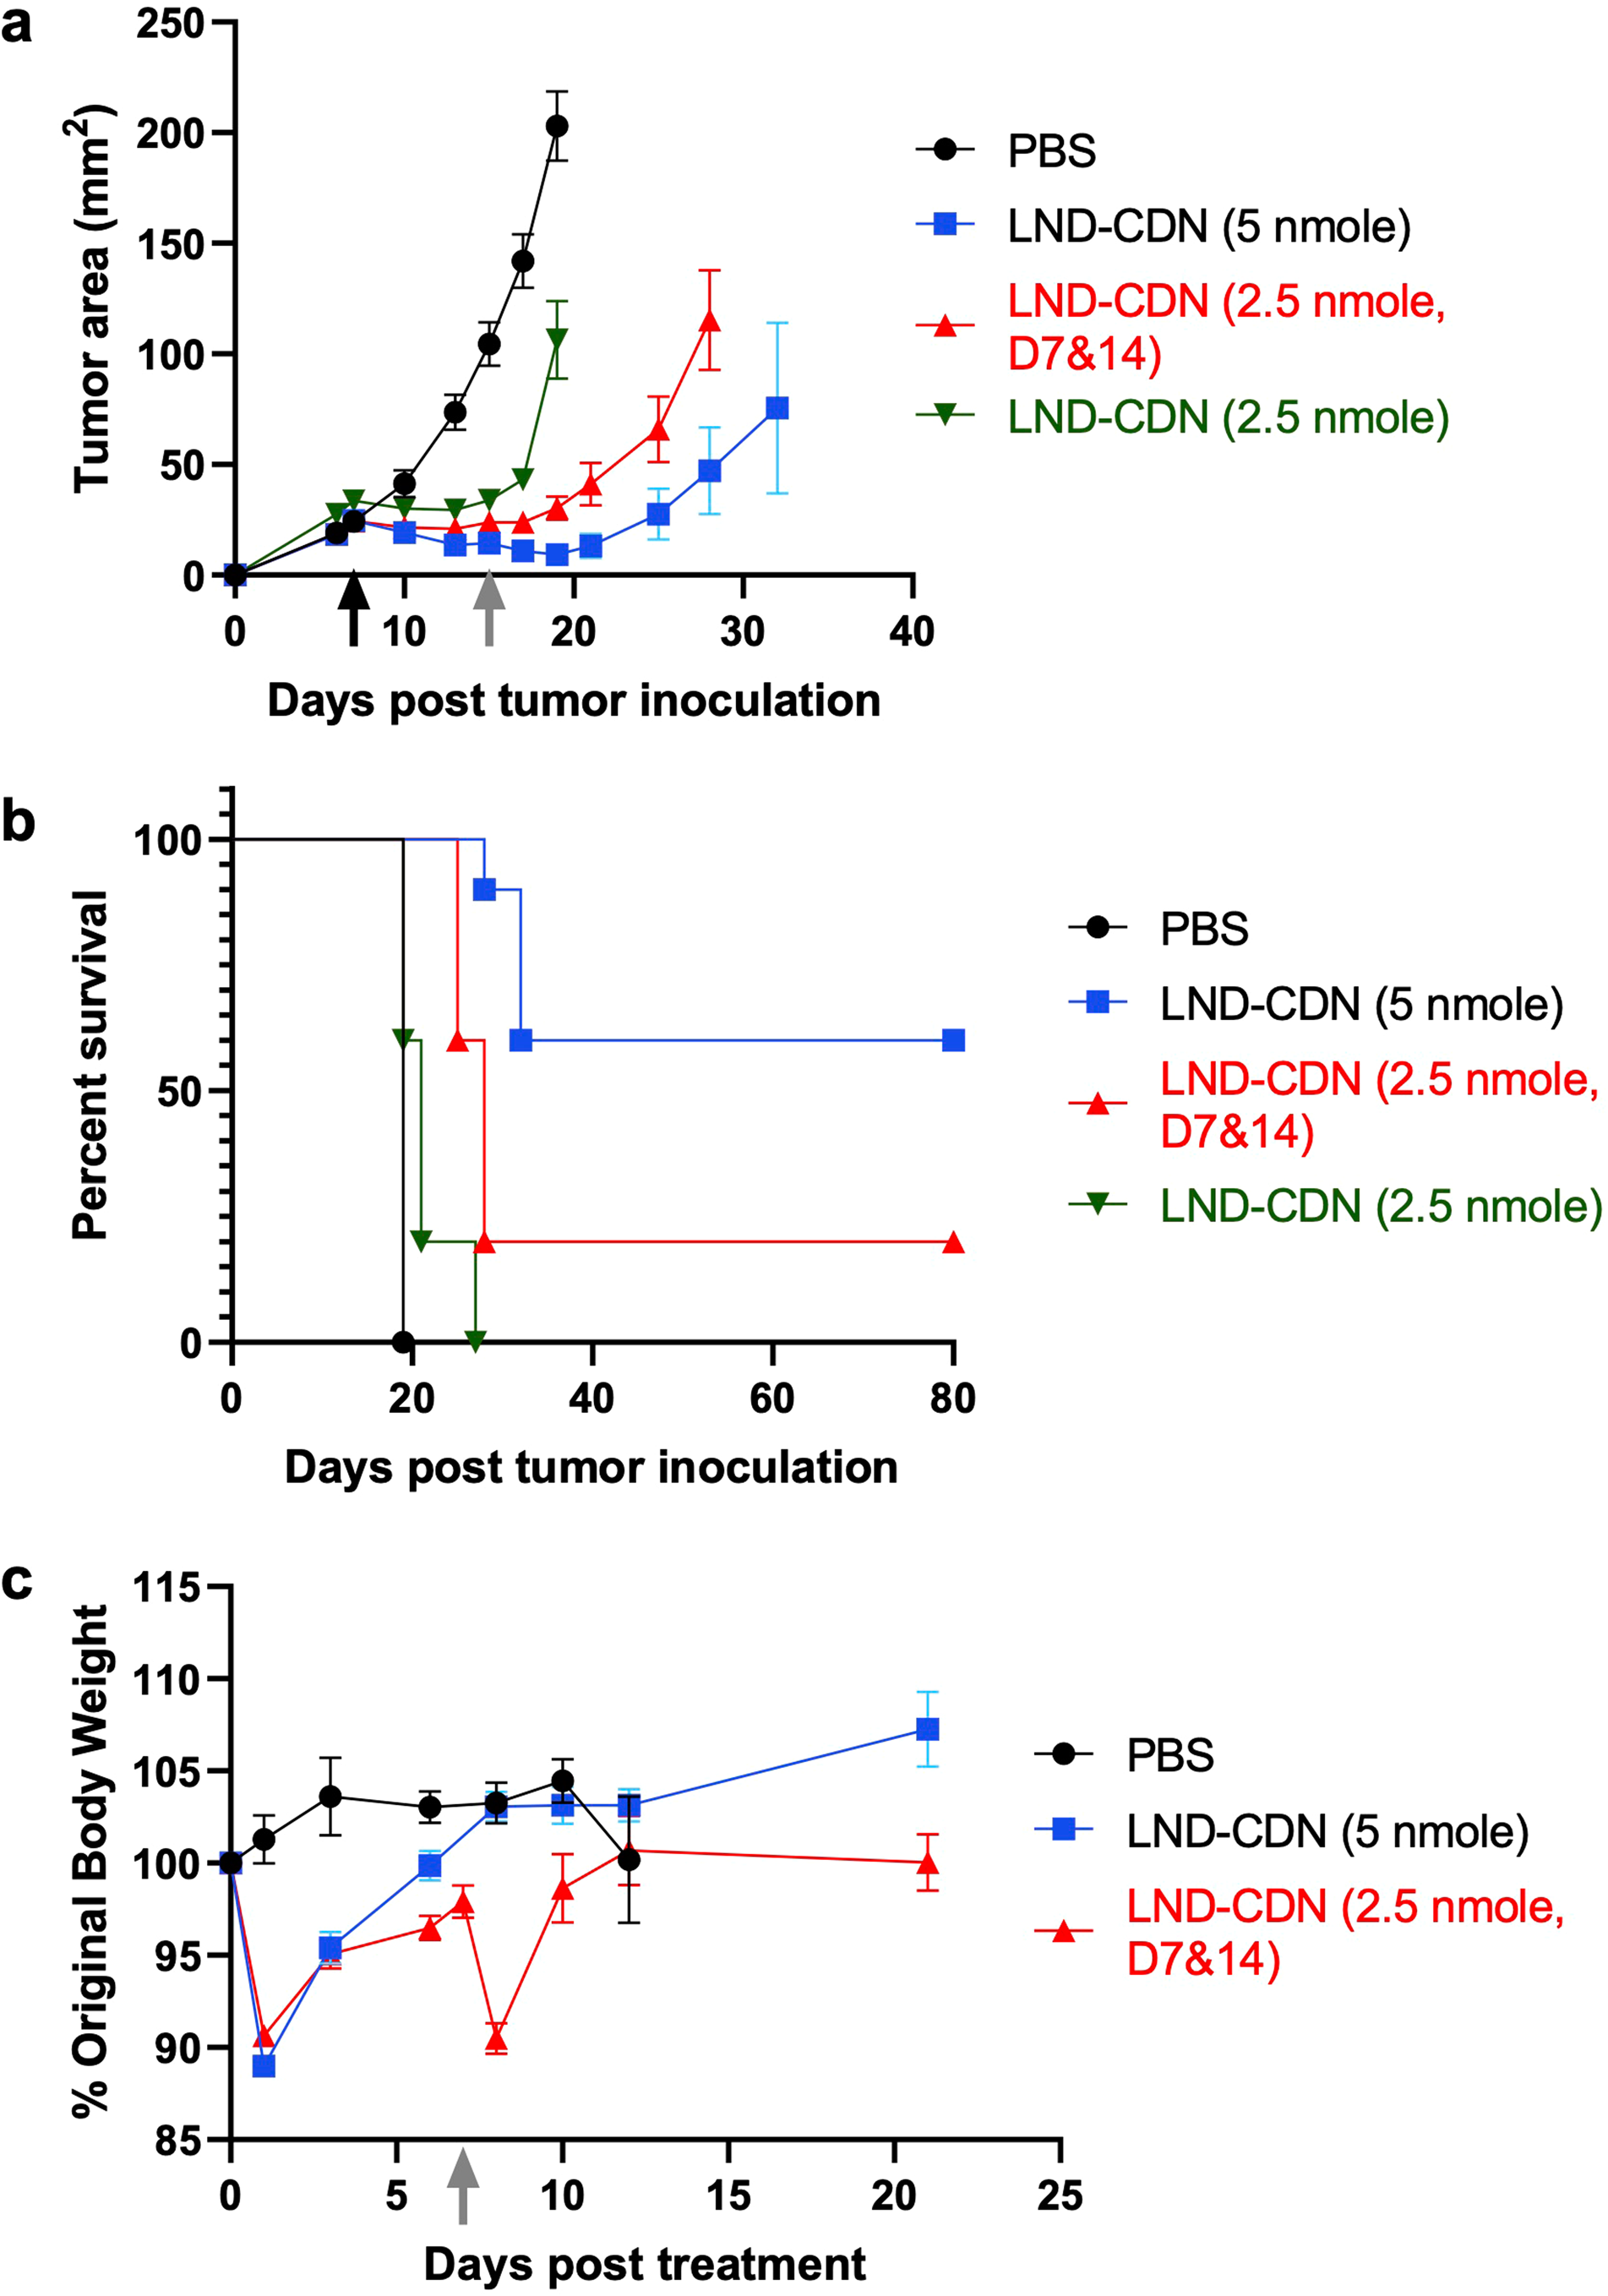 a
250
200
150
100
50
0
Tumor area (mm²)
0 10 20 30 40
Days post tumor inoculation
PBS
LND-CDN (5 nmole)
LND-CDN (2.5 nmole,
D7&14)
LND-CDN (2.5 nmole)
b
100
50
0
Percent survival
0 20 40 60 80
Days post tumor inoculation
PBS
LND-CDN (5 nmole)
LND-CDN (2.5 nmole,
D7&14)
LND-CDN (2.5 nmole)
c
115
110
105
100
95
90
85
% Original Body Weight
0 5 10 15 20 25
Days post treatment
PBS
LND-CDN (5 nmole)
LND-CDN (2.5 nmole,
D7&14)